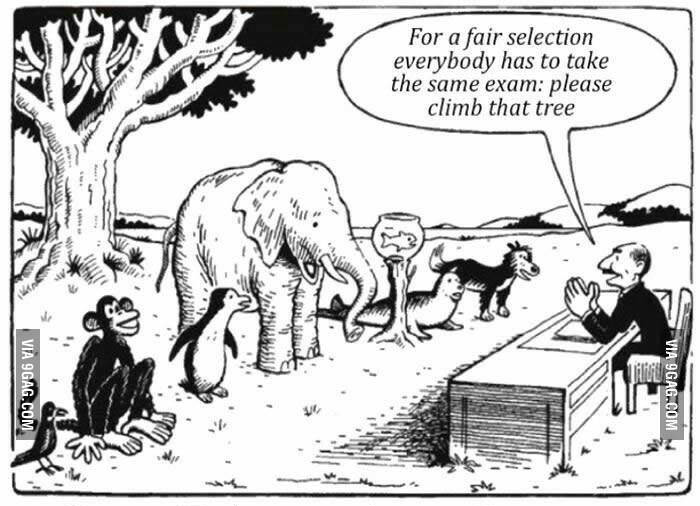 For a fair selection
everybody has to take
the same exam: please
climb that tree
VIA 9GAG.COM
VIA 9GAG.COM